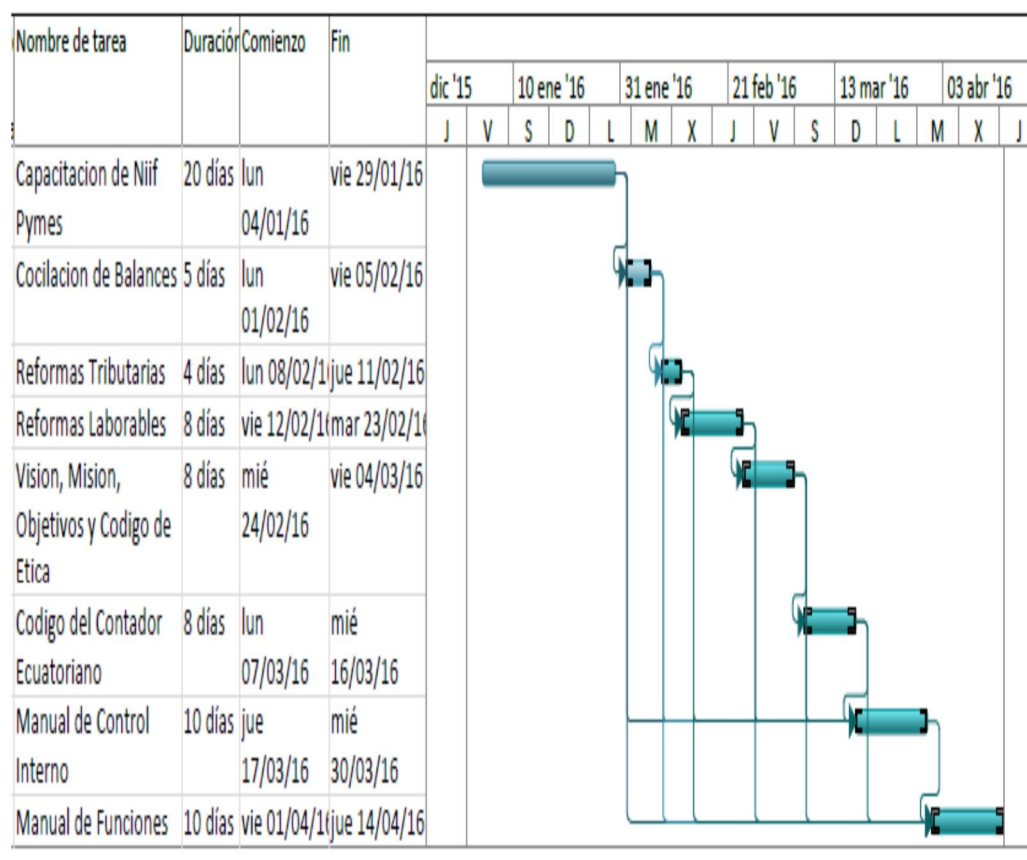 Nombre de tarea Duración Comienzo Fin
dic '15 10 ene '16 31 ene '16 21 feb '16 13 mar '16 03 abr '16
J V S D L M X J V S D L M X J
Capacitacion de Niif 20 días lun vie 29/01/16
Pymes 04/01/16
Cocilacion de Balances 5 días lun vie 05/02/16
01/02/16
Reformas Tributarias 4 días lun 08/02/1 jue 11/02/16
Reformas Laborables 8 días vie 12/02/16 mar 23/02/16
Vision, Mision, 8 días mié vie 04/03/16
Objetivos y Codigo de 24/02/16
Etica
Codigo del Contador 8 días lun mié
Ecuatoriano 07/03/16 16/03/16
Manual de Control 10 días jue mié
Interno 17/03/16 30/03/16
Manual de Funciones 10 días vie 01/04/16 jue 14/04/16